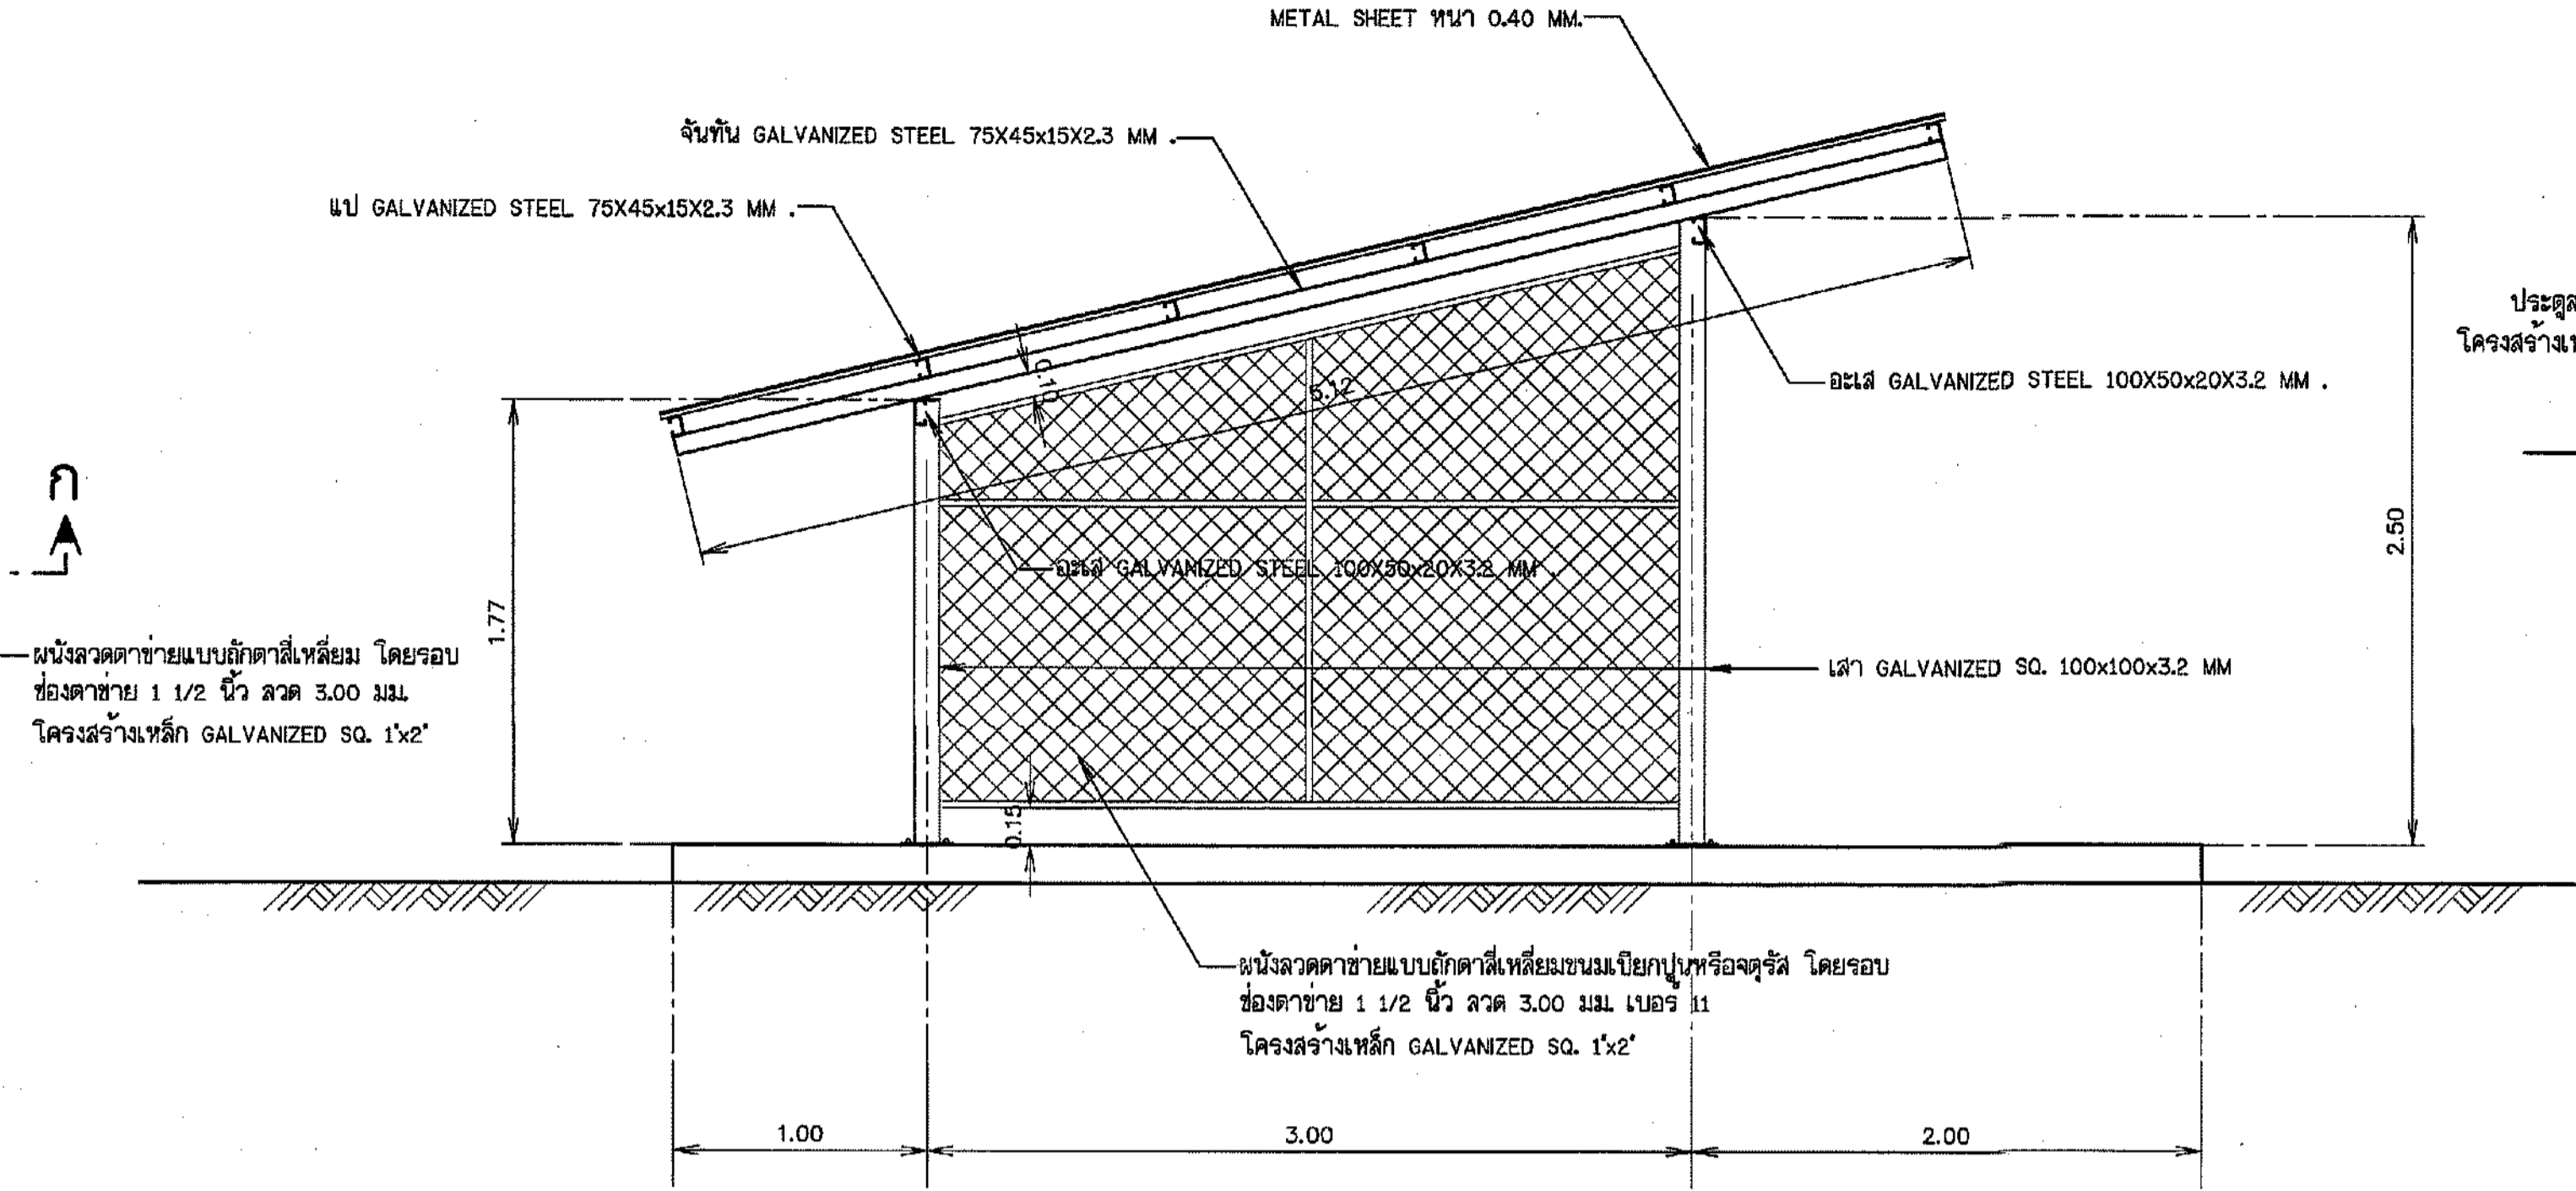 METAL SHEET หนา 0.40 MM.
จันทัน GALVANIZED STEEL 75X45x15X2.3 MM .
แป GALVANIZED STEEL 75X45x15X2.3 MM .
0.10
5.12
อะเส GALVANIZED STEEL 100X50x20X3.2 MM .
2.50
ประตู
โครงสร้าง
ก
1.77
อะเส GALVANIZED STEEL 100X50x20X3.2 MM .
ผนังลวดตาข่ายแบบถักตาสี่เหลี่ยม โดยรอบ
ช่องตาข่าย 1 1/2 นิ้ว ลวด 3.00 มม.
โครงสร้างเหล็ก GALVANIZED SQ. 1"x2"
เสา GALVANIZED SQ. 100x100x3.2 MM
0.15
ผนังลวดตาข่ายแบบถักตาสี่เหลี่ยมขนมเปียกปูนหรือจตุรัส โดยรอบ
ช่องตาข่าย 1 1/2 นิ้ว ลวด 3.00 มม. เบอร์ 11
โครงสร้างเหล็ก GALVANIZED SQ. 1"x2"
1.00
3.00
2.00